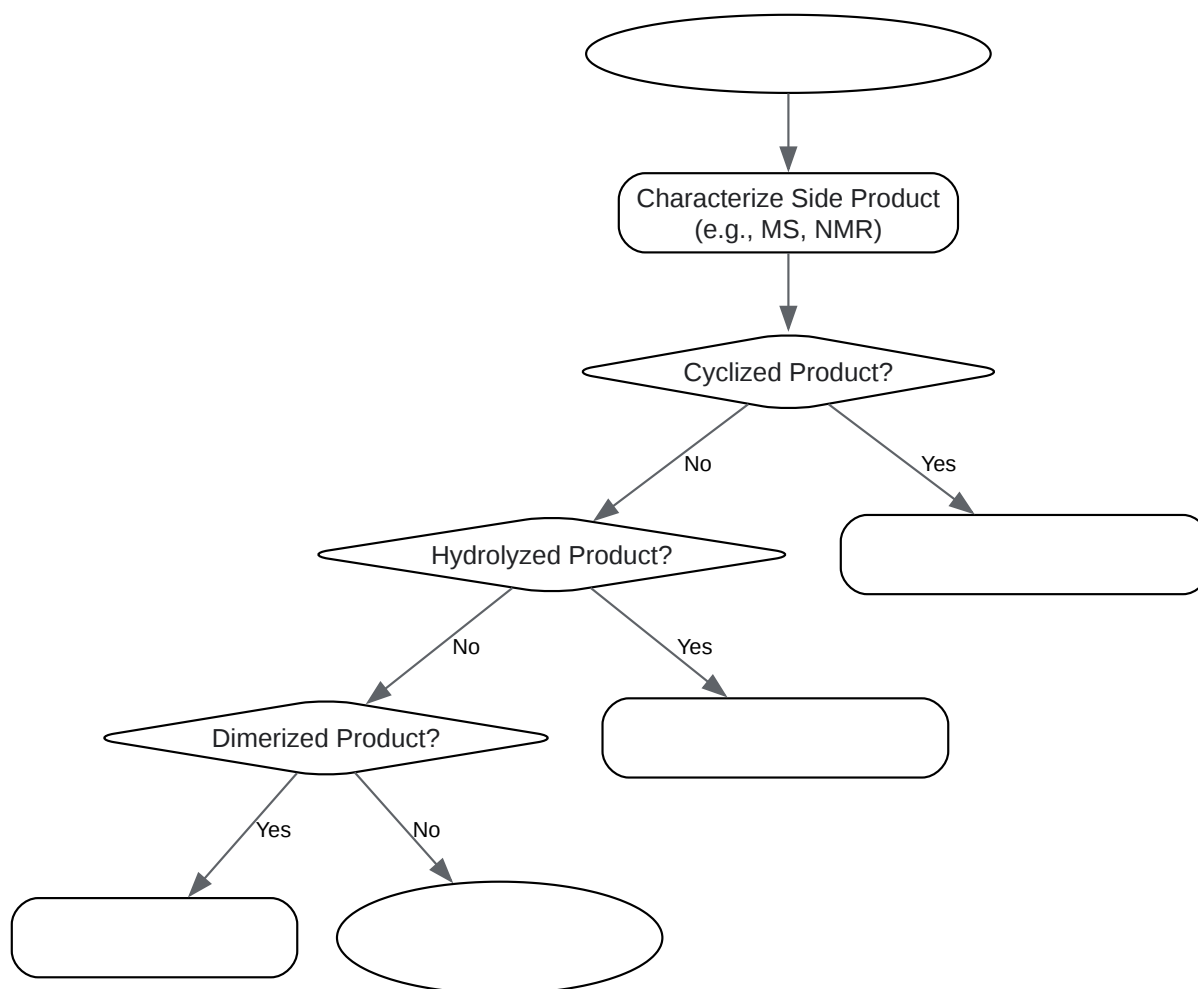 Characterize Side Product
(e.g., MS, NMR)
Cyclized Product?
No
Yes
Hydrolyzed Product?
No
Yes
Dimerized Product?
Yes
No